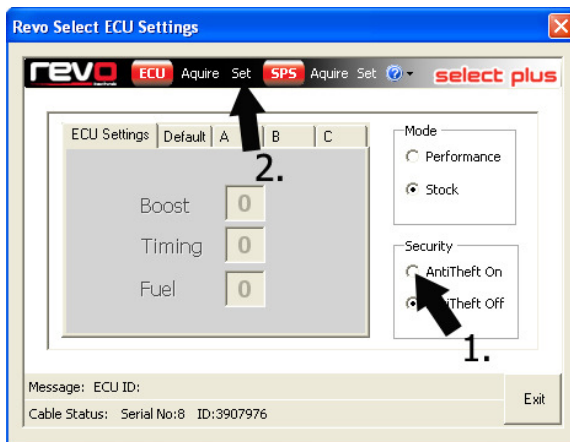 Revo Select ECU Settings
revo ECU Aquire Set SPS Aquire Set ? select plus
ECU Settings Default A B C
2.
Boost 0
Timing 0
Fuel 0
Mode
Performance
Stock
Security
AntiTheft On
AntiTheft Off
1.
Message: ECU ID:
Cable Status: Serial No:8 ID:3907976
Exit